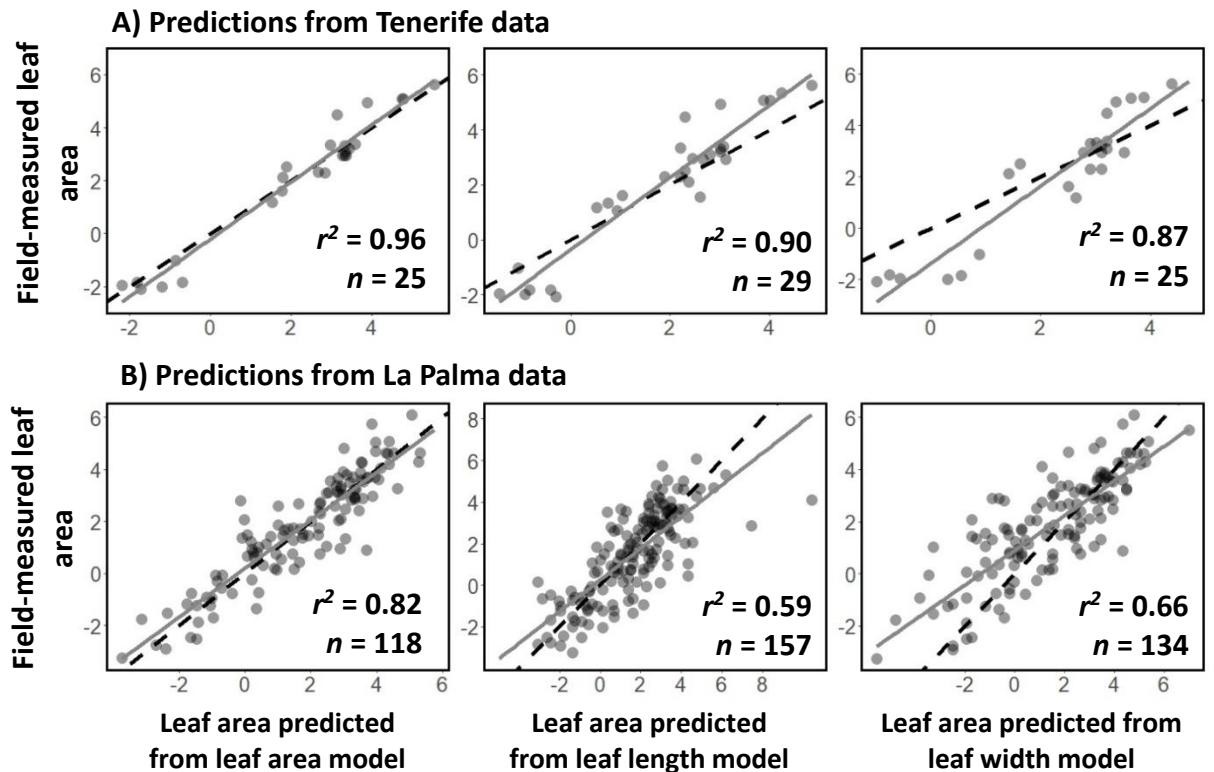 A) Predictions from Tenerife data
Field-measured leaf
area
6
4
2
0
-2
r² = 0.96
n = 25
-2 0 2 4
6
4
2
0
-2
r² = 0.90
n = 29
0 2 4
6
4
2
0
-2
r² = 0.87
n = 25
0 2 4
B) Predictions from La Palma data
Field-measured leaf
area
6
4
2
0
-2
r² = 0.82
n = 118
-2 0 2 4 6
8
6
4
2
0
-2
r² = 0.59
n = 157
-2 0 2 4 6 8
6
4
2
0
-2
r² = 0.66
n = 134
-2 0 2 4 6
Leaf area predicted
from leaf area model
Leaf area predicted
from leaf length model
Leaf area predicted from
leaf width model